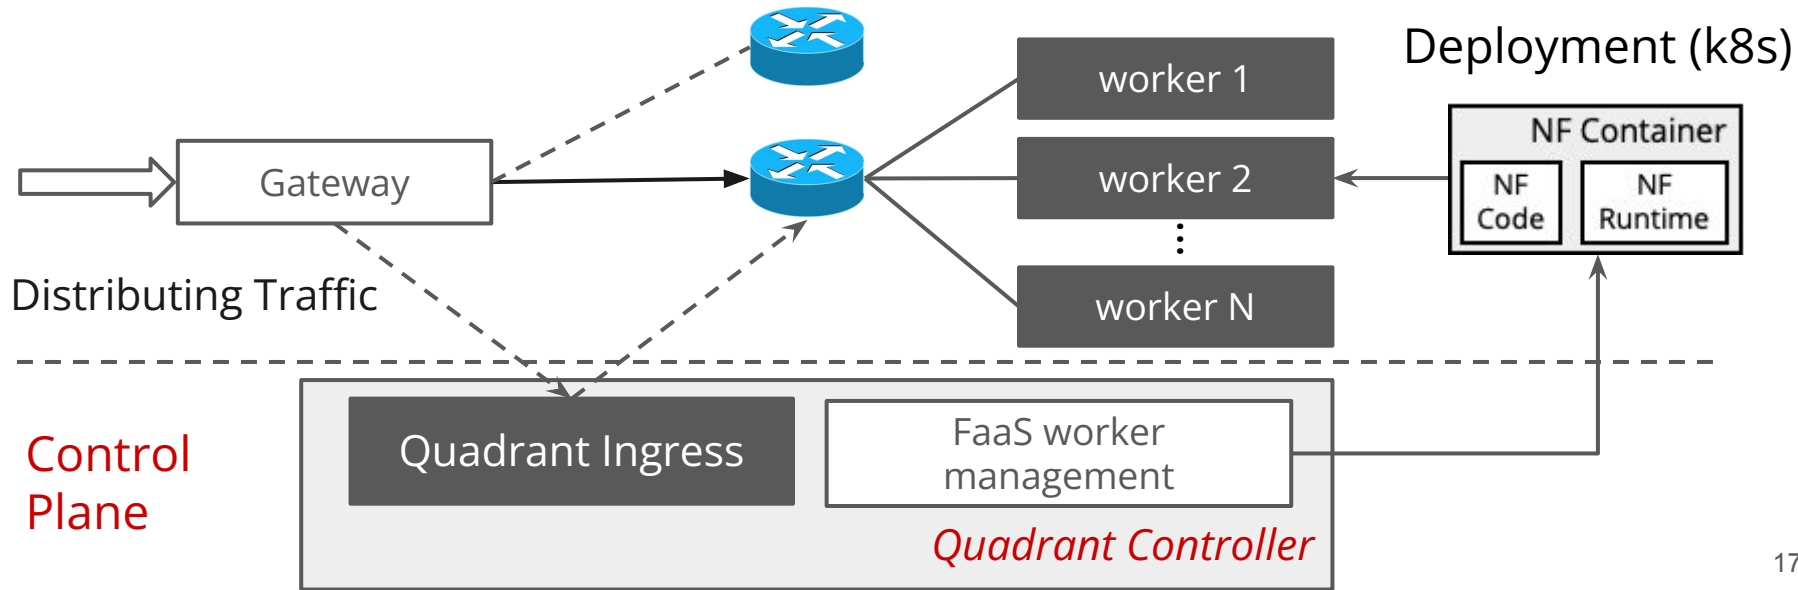 Deployment (k8s)
worker 1
NF Container
Gateway
worker 2
NF
Code
NF
Runtime
⋮
Distributing Traffic
worker N
Control
Plane
Quadrant Ingress
FaaS worker
management
Quadrant Controller
17